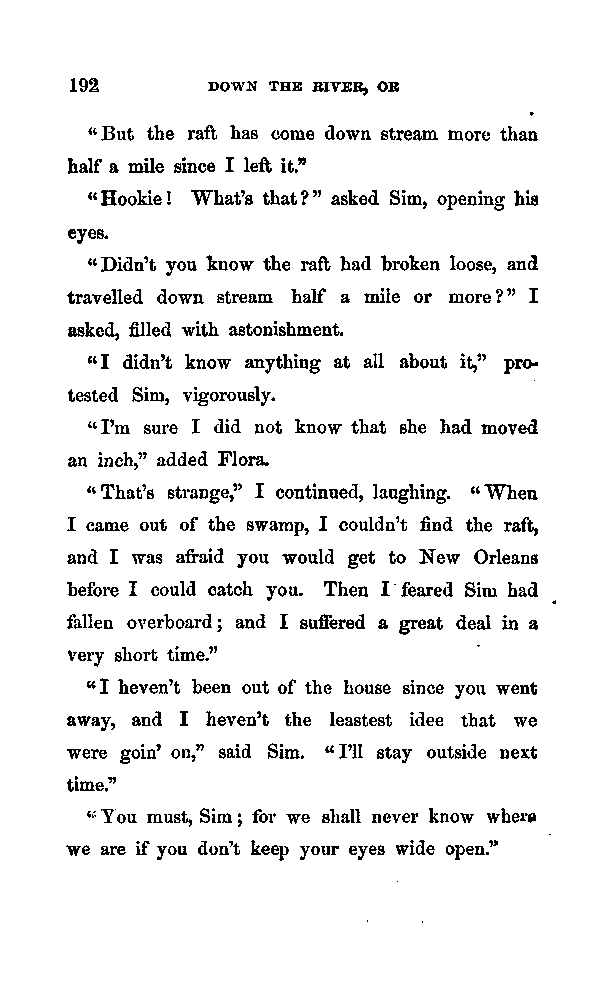 192 DOWN THE RIVER, OR
“But the raft has come down stream more than
half a mile since I left it.”
“Hookie! What’s that?” asked Sim, opening his
eyes.
“Didn’t you know the raft had broken loose, and
travelled down stream half a mile or more?” I
asked, filled with astonishment.
“I didn’t know anything at all about it,” pro-
tested Sim, vigorously.
“I’m sure I did not know that she had moved
an inch,” added Flora.
“That’s strange,” I continued, laughing. “When
I came out of the swamp, I couldn’t find the raft,
and I was afraid you would get to New Orleans
before I could catch you. Then I feared Sim had
fallen overboard; and I suffered a great deal in a
very short time.”
“I heven’t been out of the house since you went
away, and I heven’t the leastest idee that we
were goin’ on,” said Sim. “I’ll stay outside next
time.”
“You must, Sim; for we shall never know where
we are if you don’t keep your eyes wide open.”